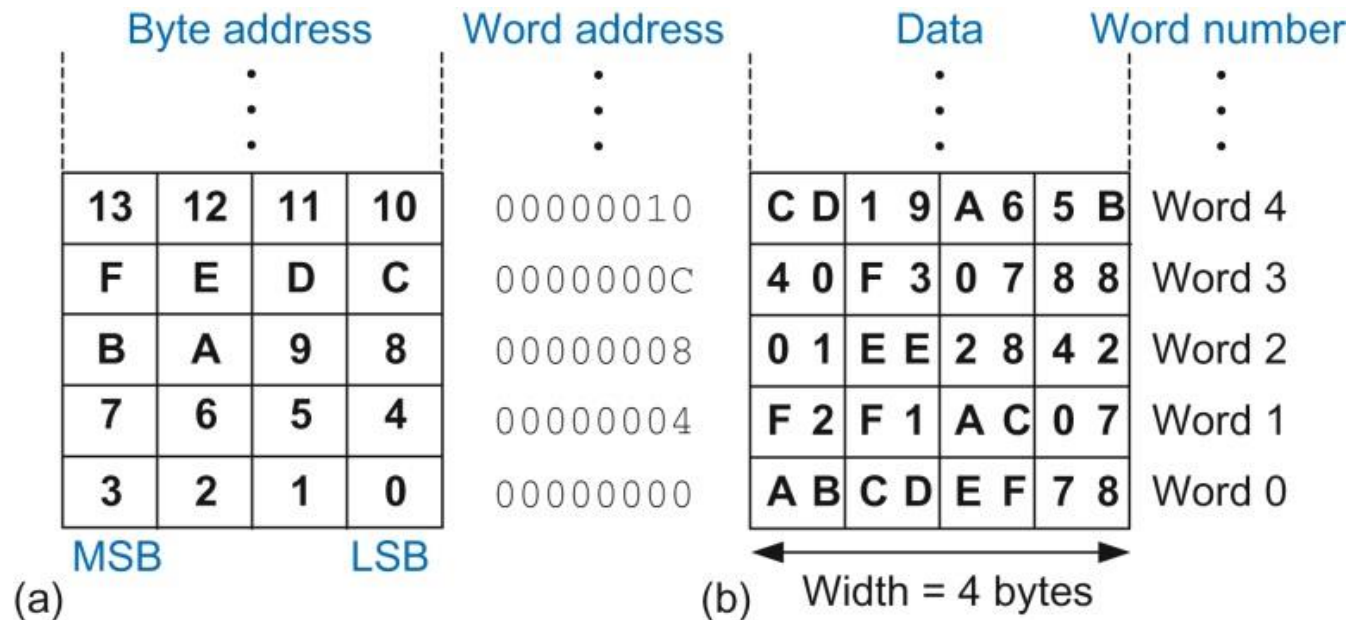 Byte address Word address Data Word number
13 12 11 10 00000010 C D 1 9 A 6 5 B Word 4
F E D C 0000000C 4 0 F 3 0 7 8 8 Word 3
B A 9 8 00000008 0 1 E E 2 8 4 2 Word 2
7 6 5 4 00000004 F 2 F 1 A C 0 7 Word 1
3 2 1 0 00000000 A B C D E F 7 8 Word 0
MSB LSB
(a) (b) Width = 4 bytes